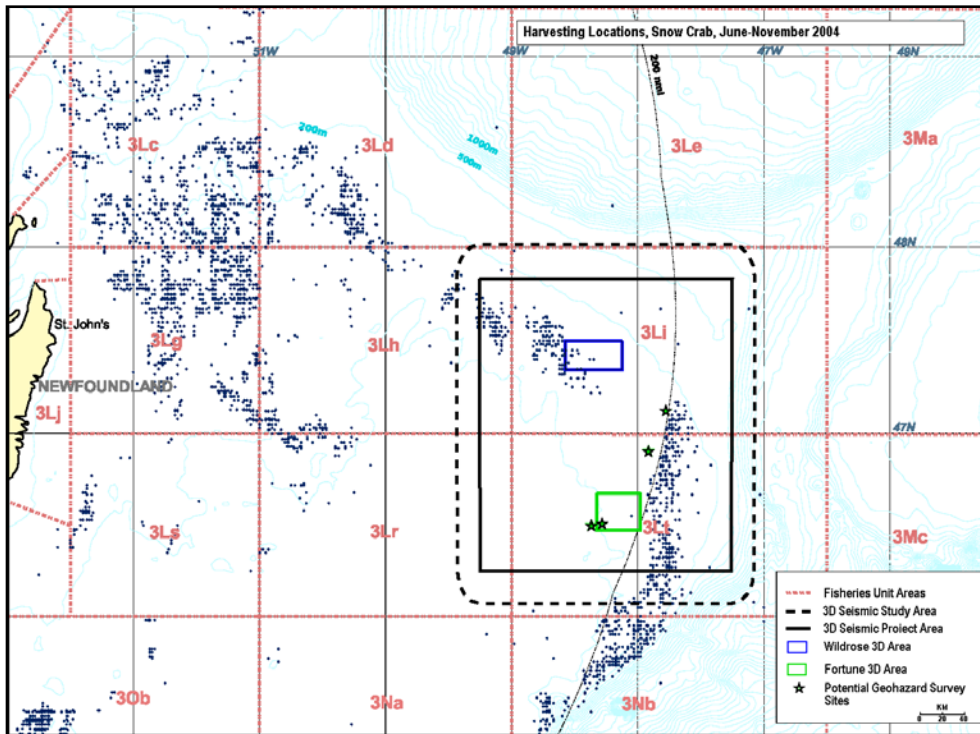 Harvesting Locations, Snow Crab, June-November 2004
51W
49W
47W
49N
200 nmi
3Lc
200m
3Ld
1000m
500m
3Le
3Ma
48N
St. John's
3Lg
3Lh
3Li
NEWFOUNDLAND
3Lj
47N
3Ls
3Lr
3Lt
3Mc
3Ob
3Na
3Nb
Fisheries Unit Areas
3D Seismic Study Area
3D Seismic Project Area
Wildrose 3D Area
Fortune 3D Area
Potential Geohazard Survey
Sites
KM
0 20 40